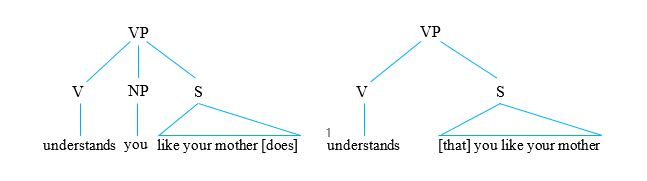 VP VP
V NP S V S
1
understands you like your mother [does] understands [that] you like your mother